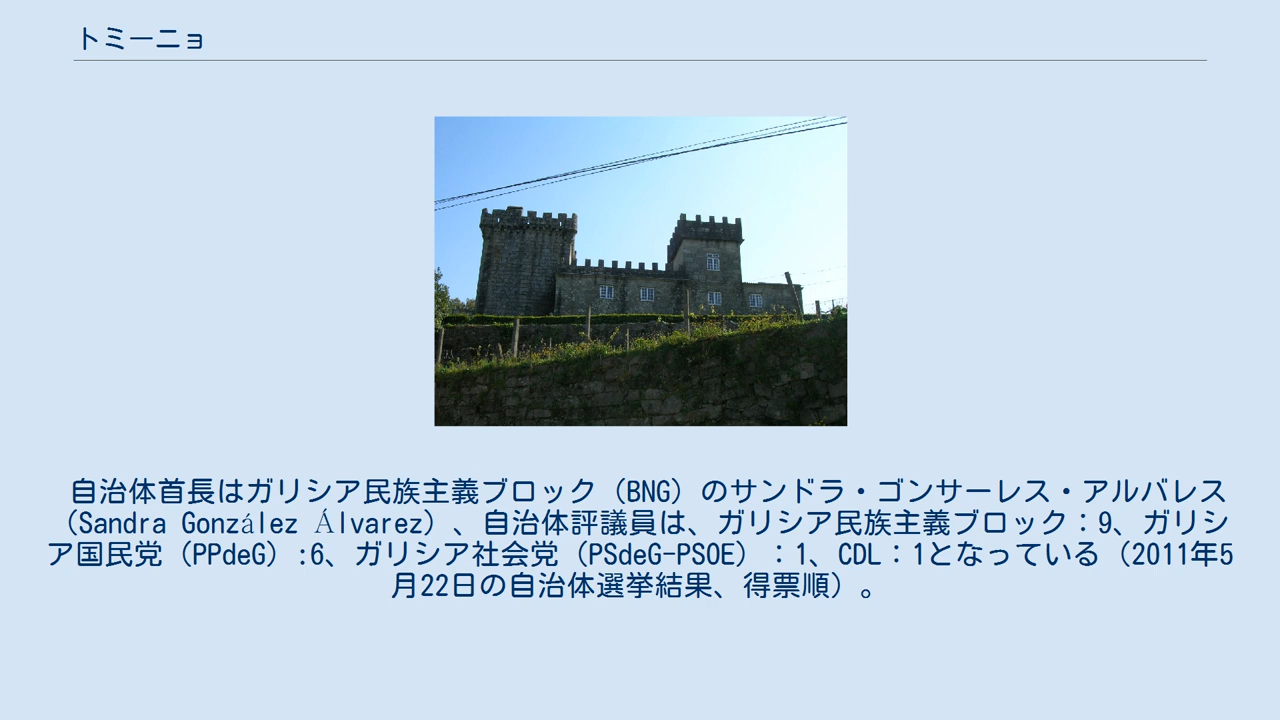 トミーニョ
自治体首長はガリシア民族主義ブロック（BNG）のサンドラ・ゴンサーレス・アルバレス
（Sandra González Álvarez）、自治体評議員は、ガリシア民族主義ブロック：9、ガリシ
ア国民党（PPdeG）:6、ガリシア社会党（PSdeG-PSOE）：1、CDL：1となっている（2011年5
月22日の自治体選挙結果、得票順）。